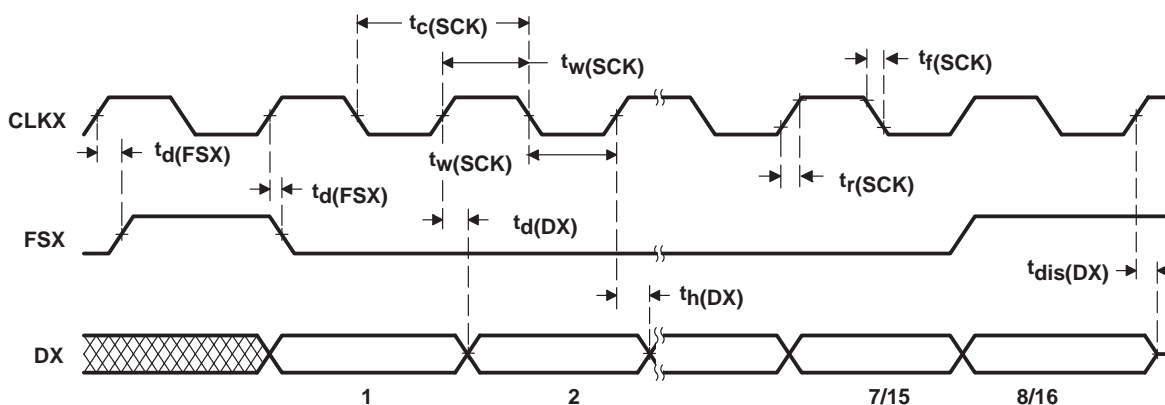 tc(SCK)
tw(SCK)
tf(SCK)
CLKX
td(FSX)
tw(SCK)
td(FSX)
tr(SCK)
td(DX)
FSX
tdis(DX)
th(DX)
DX
1 2 7/15 8/16